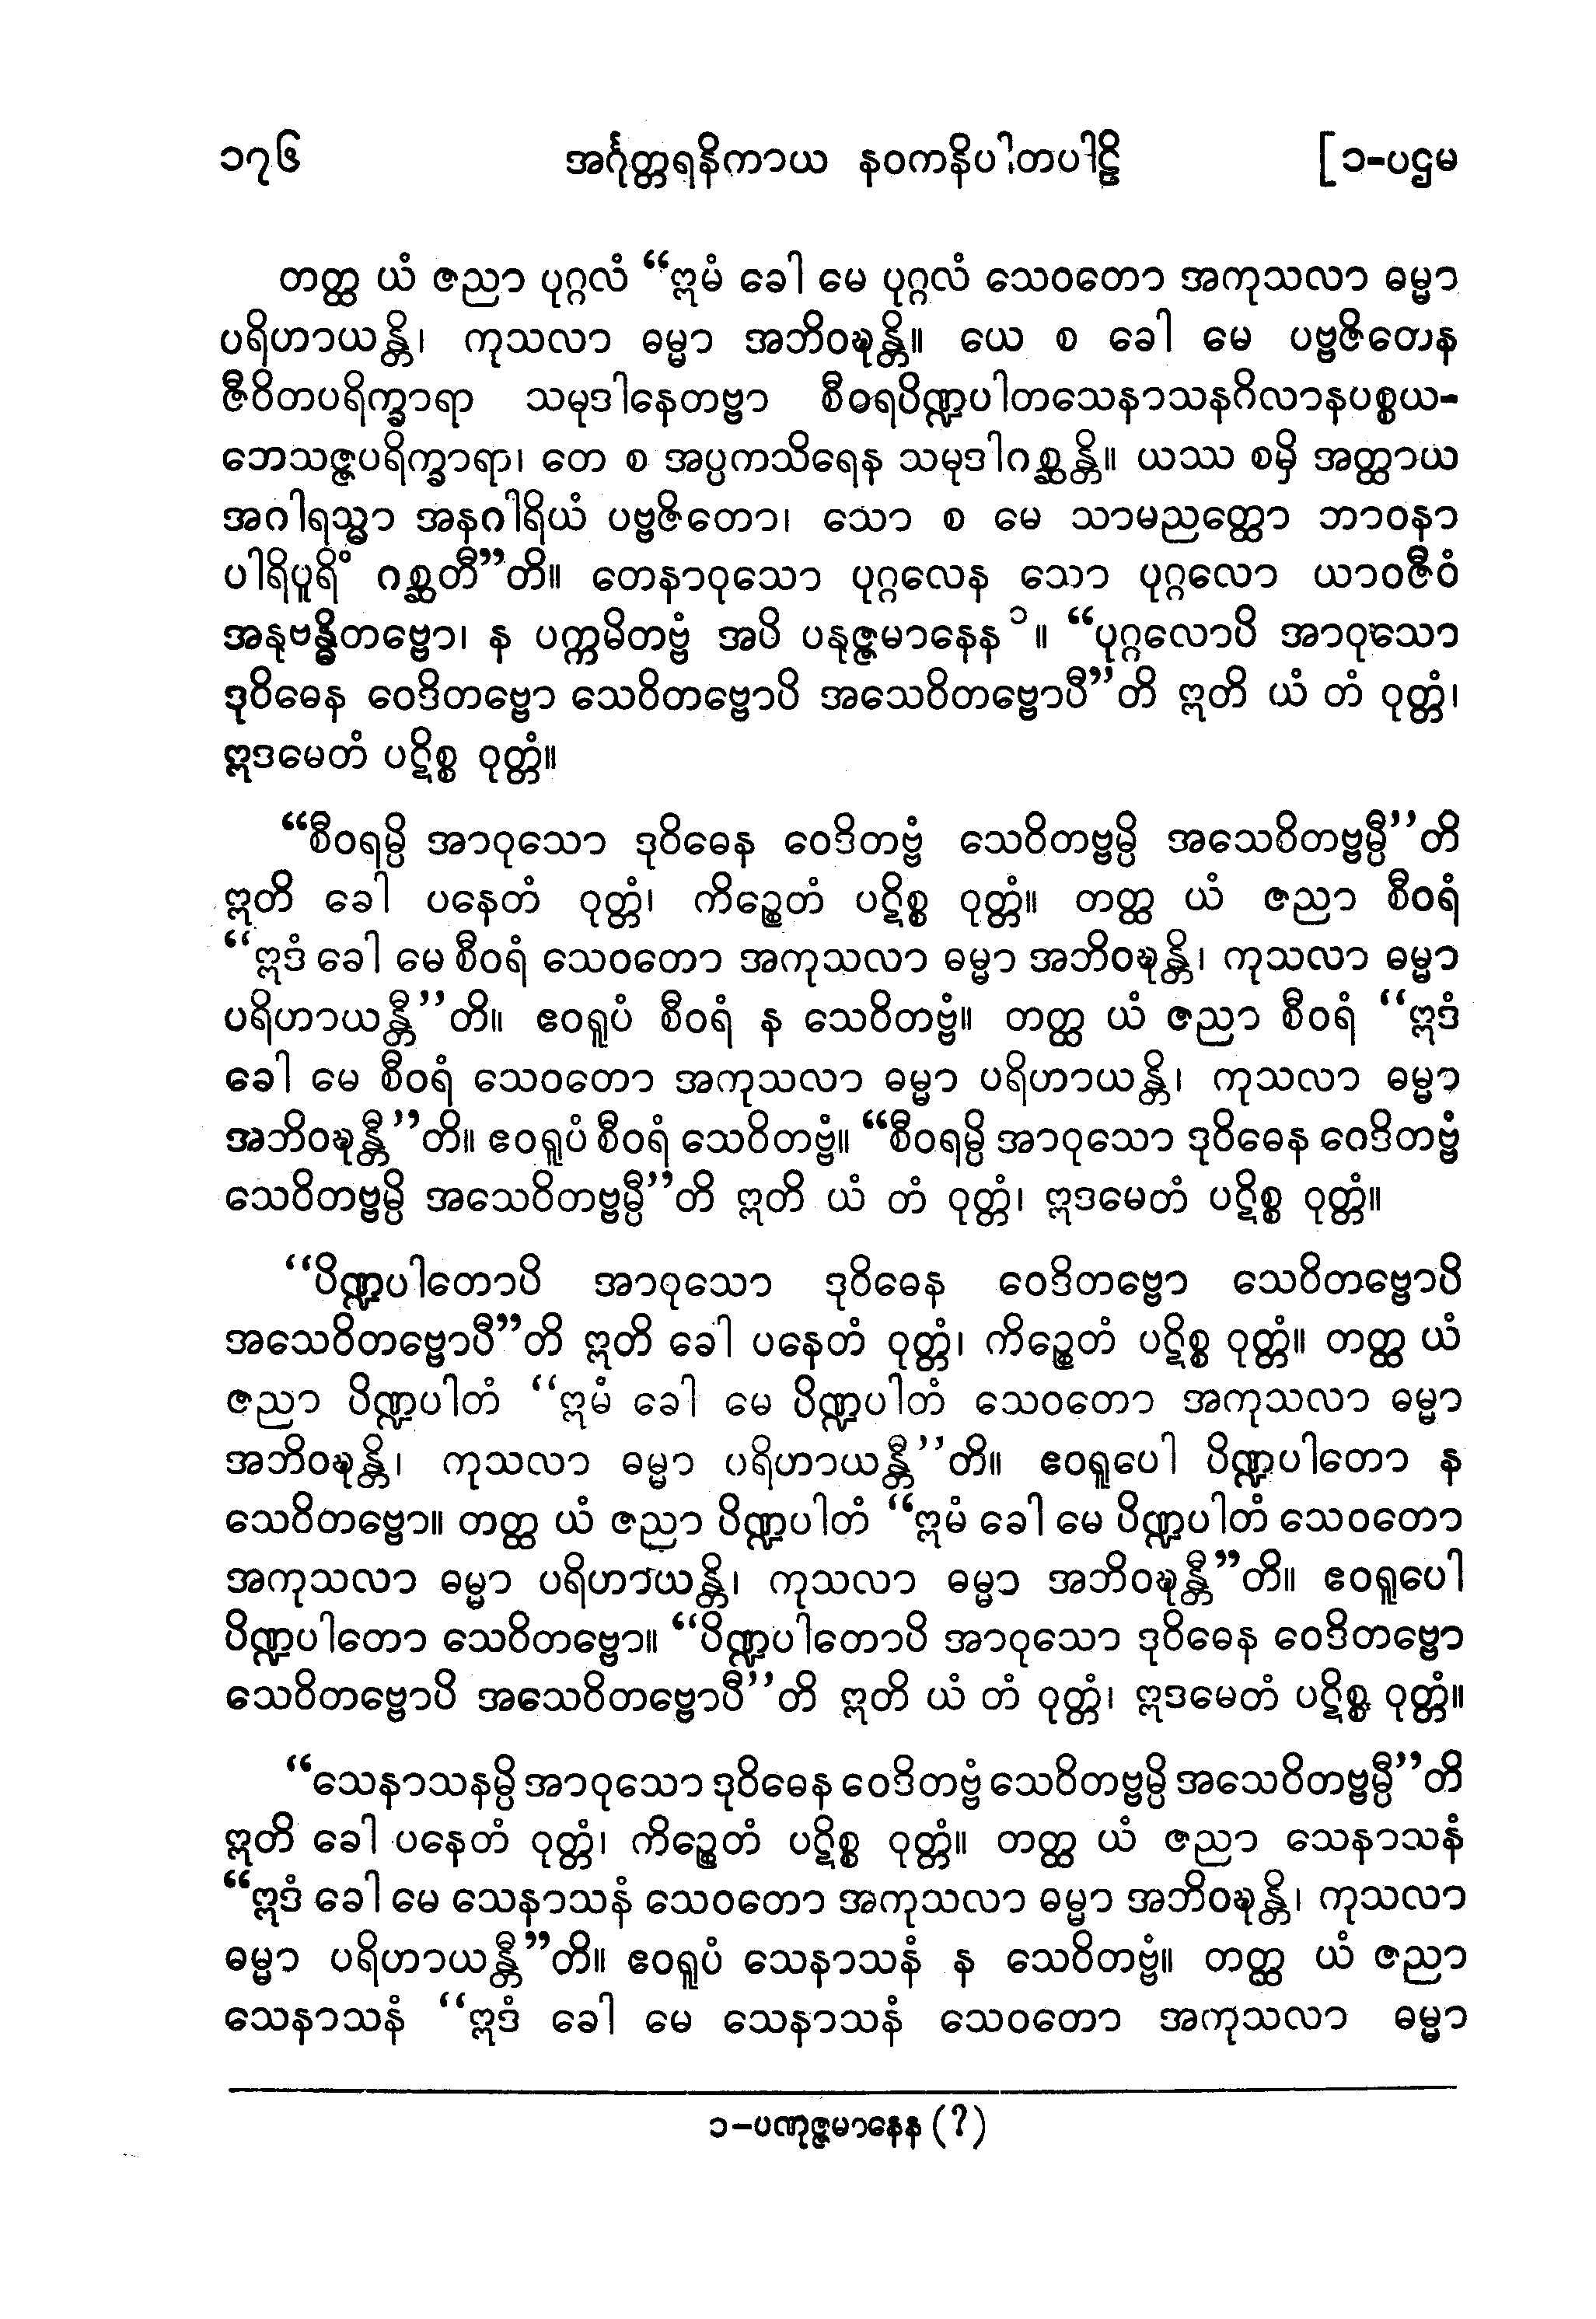 ၁၇၆ အင်္ဂုတ္တရနိကာယ နဝကနိပါတပါဠိ [၁-ပဌမ
တတ္ထ ယံ ဇညာ ပုဂ္ဂလံ “ဣမံ ခေါ မေ ပုဂ္ဂလံ သေဝတော အကုသလာ ဓမ္မာ
ပရိဟာယန္တိ၊ ကုသလာ ဓမ္မာ အဘိဝဍ္ဎန္တိ။ ယေ စ ခေါ မေ ပဗ္ဗဇိတေန
ဇီဝိတပရိက္ခာရာ သမုဒါနေတဗ္ဗာ စီဝရပိဏ္ဍပါတသေနာသနဂိလာနပစ္စယ-
ဘေသဇ္ဇပရိက္ခာရာ၊ တေ စ အပ္ပကသိရေန သမုဒါဂစ္ဆန္တိ။ ယဿ စမှိ အတ္ထာယ
အဂါရသ္မာ အနဂါရိယံ ပဗ္ဗဇိတော၊ သော စ မေ သာမညတ္ထော ဘာဝနာ
ပါရိပူရိံ ဂစ္ဆတီ”တိ။ တေနာဝုသော ပုဂ္ဂလေန သော ပုဂ္ဂလော ယာဝဇီဝံ
အနုဗန္ဓိတဗ္ဗော၊ န ပက္ကမိတဗ္ဗံ အပိ ပနုဇ္ဇမာနေန ၁။ “ပုဂ္ဂလောပိ အာဝုသော
ဒုဝိဓေန ဝေဒိတဗ္ဗော သေဝိတဗ္ဗောပိ အသေဝိတဗ္ဗောပီ”တိ ဣတိ ယံ တံ ဝုတ္တံ၊
ဣဒမေတံ ပဋိစ္စ ဝုတ္တံ။
“စီဝရမ္ပိ အာဝုသော ဒုဝိဓေန ဝေဒိတဗ္ဗံ သေဝိတဗ္ဗမ္ပိ အသေဝိတဗ္ဗမ္ပီ”တိ
ဣတိ ခေါ ပနေတံ ဝုတ္တံ၊ ကိဉ္စေတံ ပဋိစ္စ ဝုတ္တံ။ တတ္ထ ယံ ဇညာ စီဝရံ
“ဣဒံ ခေါ မေ စီဝရံ သေဝတော အကုသလာ ဓမ္မာ အဘိဝဍ္ဎန္တိ၊ ကုသလာ ဓမ္မာ
ပရိဟာယန္တီ”တိ။ ဧဝရူပံ စီဝရံ န သေဝိတဗ္ဗံ။ တတ္ထ ယံ ဇညာ စီဝရံ “ဣဒံ
ခေါ မေ စီဝရံ သေဝတော အကုသလာ ဓမ္မာ ပရိဟာယန္တိ၊ ကုသလာ ဓမ္မာ
အဘိဝဍ္ဎန္တီ”တိ။ ဧဝရူပံ စီဝရံ သေဝိတဗ္ဗံ။ “စီဝရမ္ပိ အာဝုသော ဒုဝိဓေန ဝေဒိတဗ္ဗံ
သေဝိတဗ္ဗမ္ပိ အသေဝိတဗ္ဗမ္ပီ”တိ ဣတိ ယံ တံ ဝုတ္တံ၊ ဣဒမေတံ ပဋိစ္စ ဝုတ္တံ။
“ပိဏ္ဍပါတောပိ အာဝုသော ဒုဝိဓေန ဝေဒိတဗ္ဗော သေဝိတဗ္ဗောပိ
အသေဝိတဗ္ဗောပီ”တိ ဣတိ ခေါ ပနေတံ ဝုတ္တံ၊ ကိဉ္စေတံ ပဋိစ္စ ဝုတ္တံ။ တတ္ထ ယံ
ဇညာ ပိဏ္ဍပါတံ “ဣမံ ခေါ မေ ပိဏ္ဍပါတံ သေဝတော အကုသလာ ဓမ္မာ
အဘိဝဍ္ဎန္တိ၊ ကုသလာ ဓမ္မာ ပရိဟာယန္တီ”တိ။ ဧဝရူပေါ ပိဏ္ဍပါတော န
သေဝိတဗ္ဗော။ တတ္ထ ယံ ဇညာ ပိဏ္ဍပါတံ “ဣမံ ခေါ မေ ပိဏ္ဍပါတံ သေဝတော
အကုသလာ ဓမ္မာ ပရိဟာယန္တိ၊ ကုသလာ ဓမ္မာ အဘိဝဍ္ဎန္တီ”တိ။ ဧဝရူပေါ
ပိဏ္ဍပါတော သေဝိတဗ္ဗော။ “ပိဏ္ဍပါတောပိ အာဝုသော ဒုဝိဓေန ဝေဒိတဗ္ဗော
သေဝိတဗ္ဗောပိ အသေဝိတဗ္ဗောပီ”တိ ဣတိ ယံ တံ ဝုတ္တံ၊ ဣဒမေတံ ပဋိစ္စ ဝုတ္တံ။
“သေနာသနမ္ပိ အာဝုသော ဒုဝိဓေန ဝေဒိတဗ္ဗံ သေဝိတဗ္ဗမ္ပိ အသေဝိတဗ္ဗမ္ပီ”တိ
ဣတိ ခေါ ပနေတံ ဝုတ္တံ၊ ကိဉ္စေတံ ပဋိစ္စ ဝုတ္တံ။ တတ္ထ ယံ ဇညာ သေနာသနံ
“ဣဒံ ခေါ မေ သေနာသနံ သေဝတော အကုသလာ ဓမ္မာ အဘိဝဍ္ဎန္တိ၊ ကုသလာ
ဓမ္မာ ပရိဟာယန္တီ”တိ။ ဧဝရူပံ သေနာသနံ န သေဝိတဗ္ဗံ။ တတ္ထ ယံ ဇညာ
သေနာသနံ “ဣဒံ ခေါ မေ သေနာသနံ သေဝတော အကုသလာ ဓမ္မာ
၁-ပဏုဇ္ဇမာနေန (?)